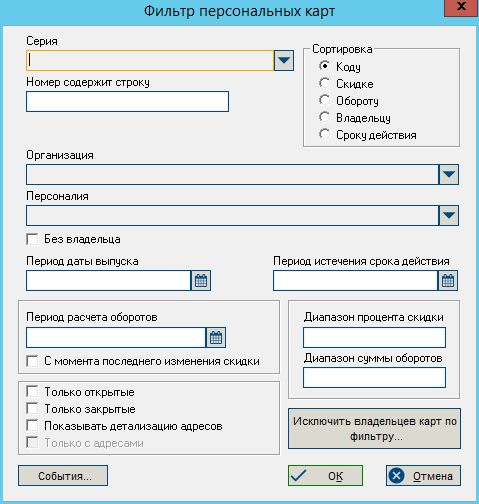 Фильтр персональных карт
x
Серия
Номер содержит строку
Сортировка
Коду
Скидке
Обороту
Владельцу
Сроку действия
Организация
Персоналия
Без владельца
Период даты выпуска
Период истечения срока действия
Период расчета оборотов
С момента последнего изменения скидки
Диапазон процента скидки
Диапазон суммы оборотов
Только открытые
Только закрытые
Показывать детализацию адресов
Только с адресами
Исключить владельцев карт по
фильтру...
События...
OK
Отмена